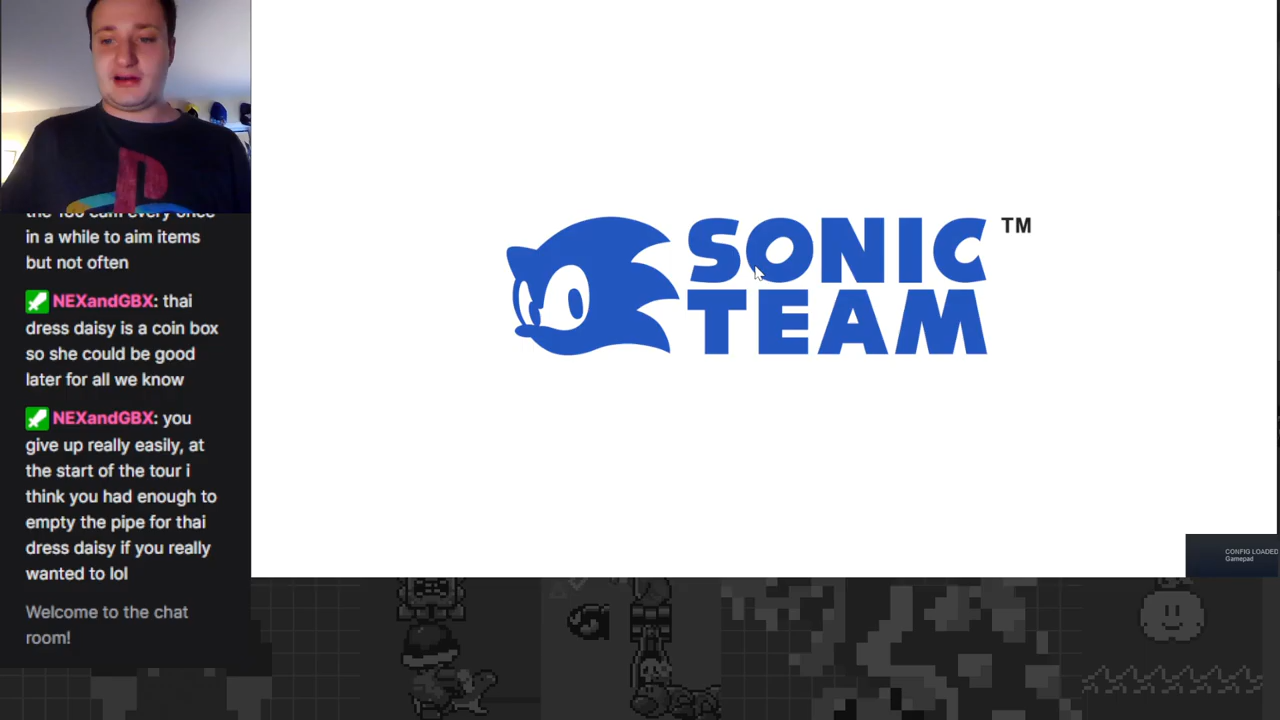 in a while to aim items
but not often
NEXandGBX: thai
dress daisy is a coin box
so she could be good
later for all we know
NEXandGBX: you
give up really easily, at
the start of the tour i
think you had enough to
empty the pipe for thai
dress daisy if you really
wanted to lol
Welcome to the chat
room!
SONIC
TEAM
TM
CONFIG LOADED
Gamepad